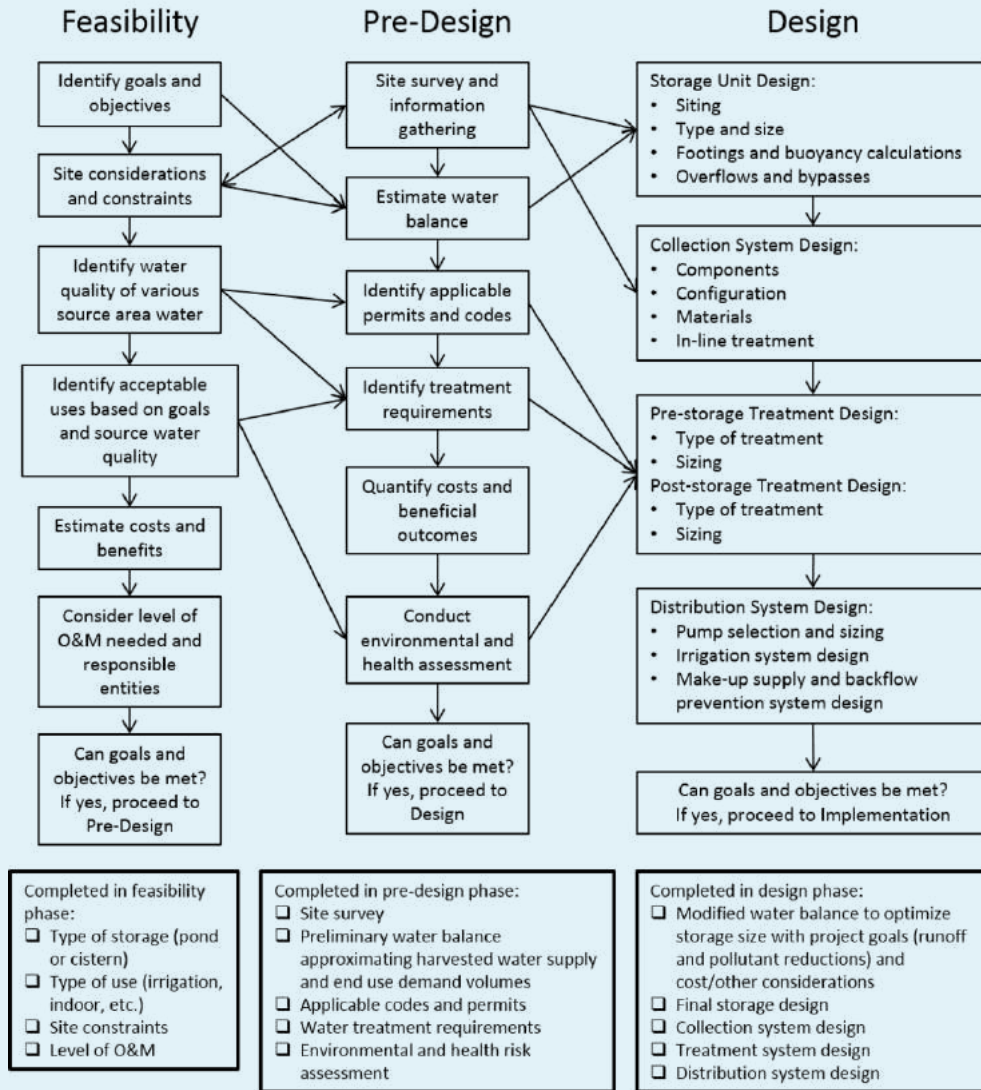 Feasibility
Identify goals and
objectives
Site considerations
and constraints
Identify water
quality of various
source area water
Identify acceptable
uses based on goals
and source water
quality
Estimate costs and
benefits
Consider level of
O&M needed and
responsible
entities
Can goals and
objectives be met?
If yes, proceed to
Pre-Design
Completed in feasibility
phase:
❑ Type of storage (pond
or cistern)
❑ Type of use (irrigation,
indoor, etc.)
❑ Site constraints
❑ Level of O&M
Pre-Design
Site survey and
information
gathering
Estimate water
balance
Identify applicable
permits and codes
Identify treatment
requirements
Quantify costs and
beneficial
outcomes
Conduct
environmental and
health assessment
Can goals and
objectives be met?
If yes, proceed to
Design
Completed in pre-design phase:
❑ Site survey
❑ Preliminary water balance
approximating harvested water supply
and end use demand volumes
❑ Applicable codes and permits
❑ Water treatment requirements
❑ Environmental and health risk
assessment
Design
Storage Unit Design:
• Siting
• Type and size
• Footings and buoyancy calculations
• Overflows and bypasses
Collection System Design:
• Components
• Configuration
• Materials
• In-line treatment
Pre-storage Treatment Design:
• Type of treatment
• Sizing
Post-storage Treatment Design:
• Type of treatment
• Sizing
Distribution System Design:
• Pump selection and sizing
• Irrigation system design
• Make-up supply and backflow
prevention system design
Can goals and objectives be met?
If yes, proceed to Implementation
Completed in design phase:
❑ Modified water balance to optimize
storage size with project goals (runoff
and pollutant reductions) and
cost/other considerations
❑ Final storage design
❑ Collection system design
❑ Treatment system design
❑ Distribution system design